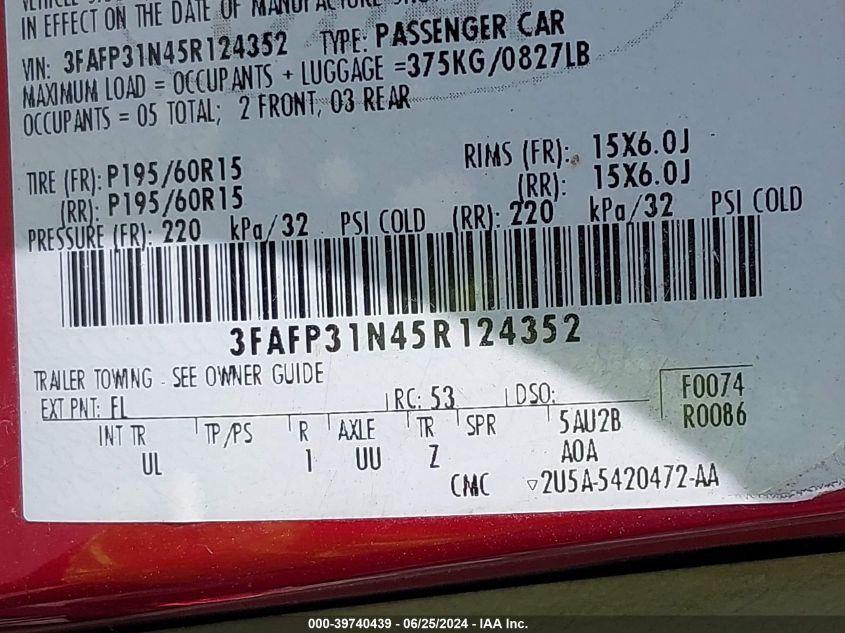 IN EFFECT ON THE DATE OF
VIN: 3FAFP31N45R124352 TYPE: PASSENGER CAR
MAXIMUM LOAD = OCCUPANTS + LUGGAGE =375KG/0827LB
OCCUPANTS = 05 TOTAL; 2 FRONT, 03 REAR
TIRE (FR): P195/60R15 RIMS (FR): 15X6.0J
(RR): P195/60R15 (RR): 15X6.0J
PRESSURE (FR): 220 kPa/32 PSI COLD (RR): 220 kPa/32 PSI COLD
3FAFP31N45R124352
TRAILER TOWING - SEE OWNER GUIDE
EXT PNT: FL RC: 53 DSO: F0074
INT TR TP/PS R AXLE TR SPR 5AU2B R0086
UL 1 UU Z A0A
CMC ▽2U5A-5420472-AA
000-39740439 - 06/25/2024 - IAA Inc.